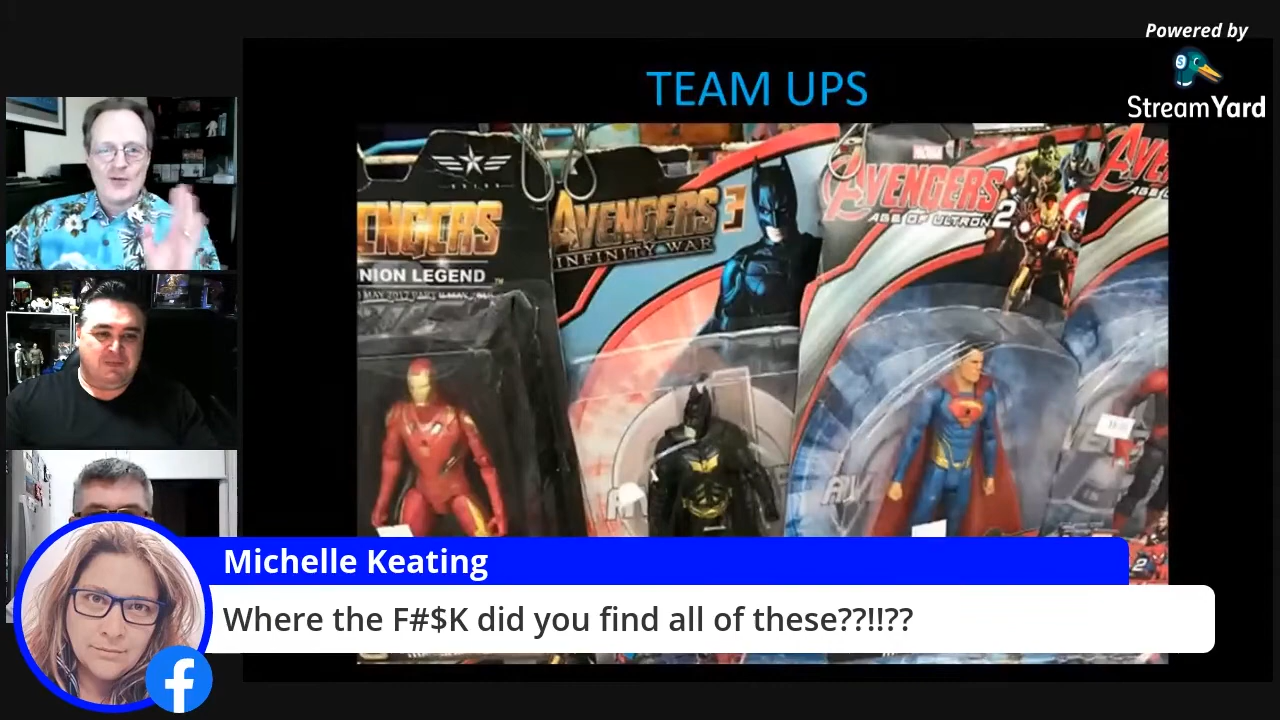 Powered by
StreamYard
TEAM UPS
ENGERS
NION LEGEND
AVENGERS 3
INFINITY WAR
AVENGERS
AGE OF ULTRON 2
AVE
Michelle Keating
Where the F#$K did you find all of these??!!??